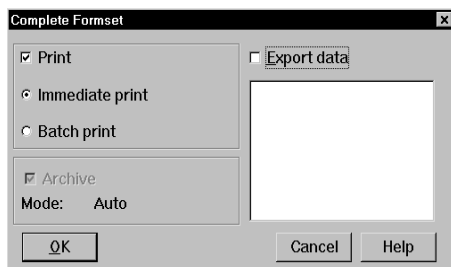 Complete Formset
Print
Export data
Immediate print
Batch print
Archive
Mode: Auto
OK
Cancel
Help